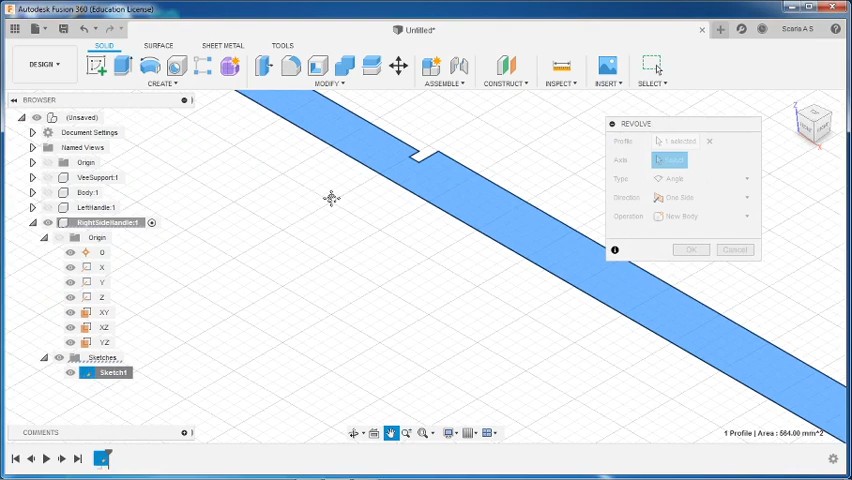 Autodesk Fusion 360 (Education License)
Untitled*
Scaria A S
SOLID SURFACE SHEET METAL TOOLS
DESIGN
CREATE MODIFY ASSEMBLE CONSTRUCT INSPECT INSERT SELECT
BROWSER
(Unsaved)
Document Settings
Named Views
Origin
VeeSupport:1
Body:1
LeftHandle:1
RightSideHandle:1
Origin
O
X
Y
Z
XY
XZ
YZ
Sketches
Sketch1
REVOLVE
Profile 1 selected
Axis Select
Type Angle
Direction One Side
Operation New Body
OK Cancel
Z
TOP
FRONT
X
COMMENTS
1 Profile | Area : 564.00 mm^2